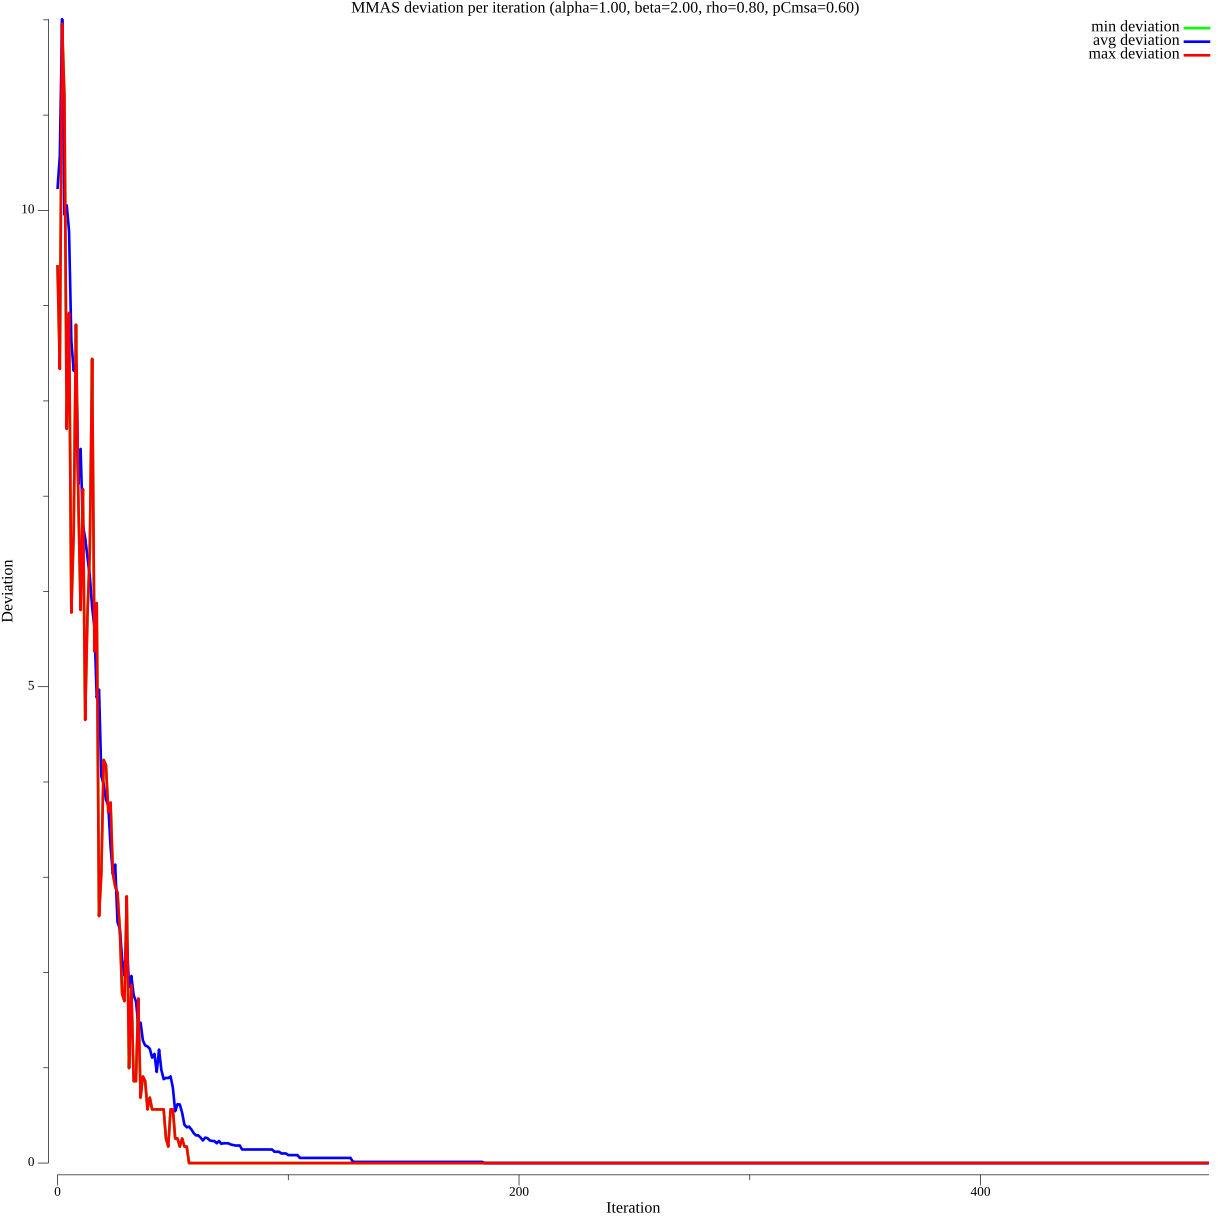 MMAS deviation per iteration (alpha=1.00, beta=2.00, rho=0.80, pCmsa=0.60)
min deviation
avg deviation
max deviation
10
5
0
Deviation
0
200
400
Iteration